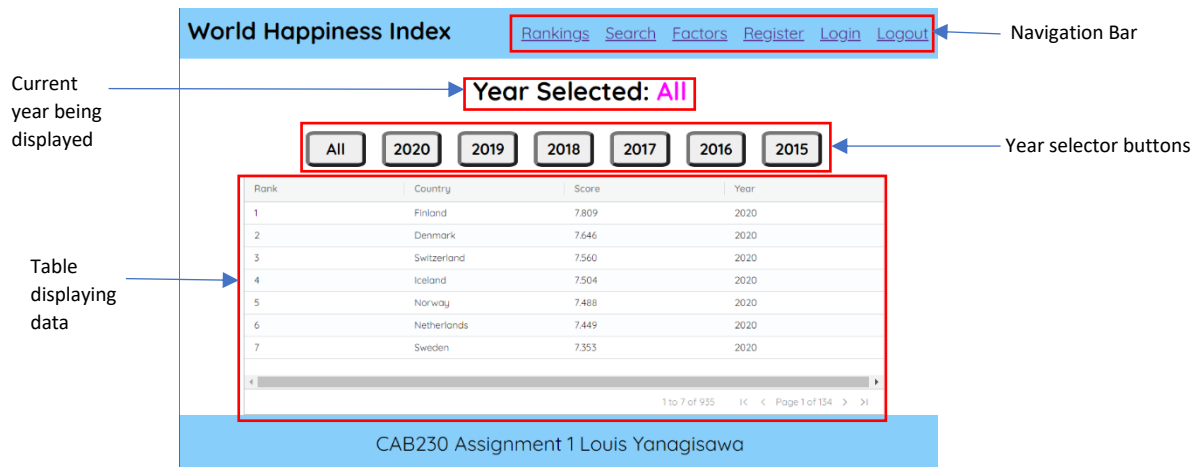 World Happiness Index
Rankings Search Factors Register Login Logout
Navigation Bar
Current
year being
displayed
Year Selected: All
All 2020 2019 2018 2017 2016 2015
Year selector buttons
Rank Country Score Year
1 Finland 7.809 2020
2 Denmark 7.646 2020
3 Switzerland 7.560 2020
4 Iceland 7.504 2020
5 Norway 7.488 2020
6 Netherlands 7.449 2020
7 Sweden 7.353 2020
Table
displaying
data
1 to 7 of 935 Page 1 of 134
CAB230 Assignment 1 Louis Yanagisawa